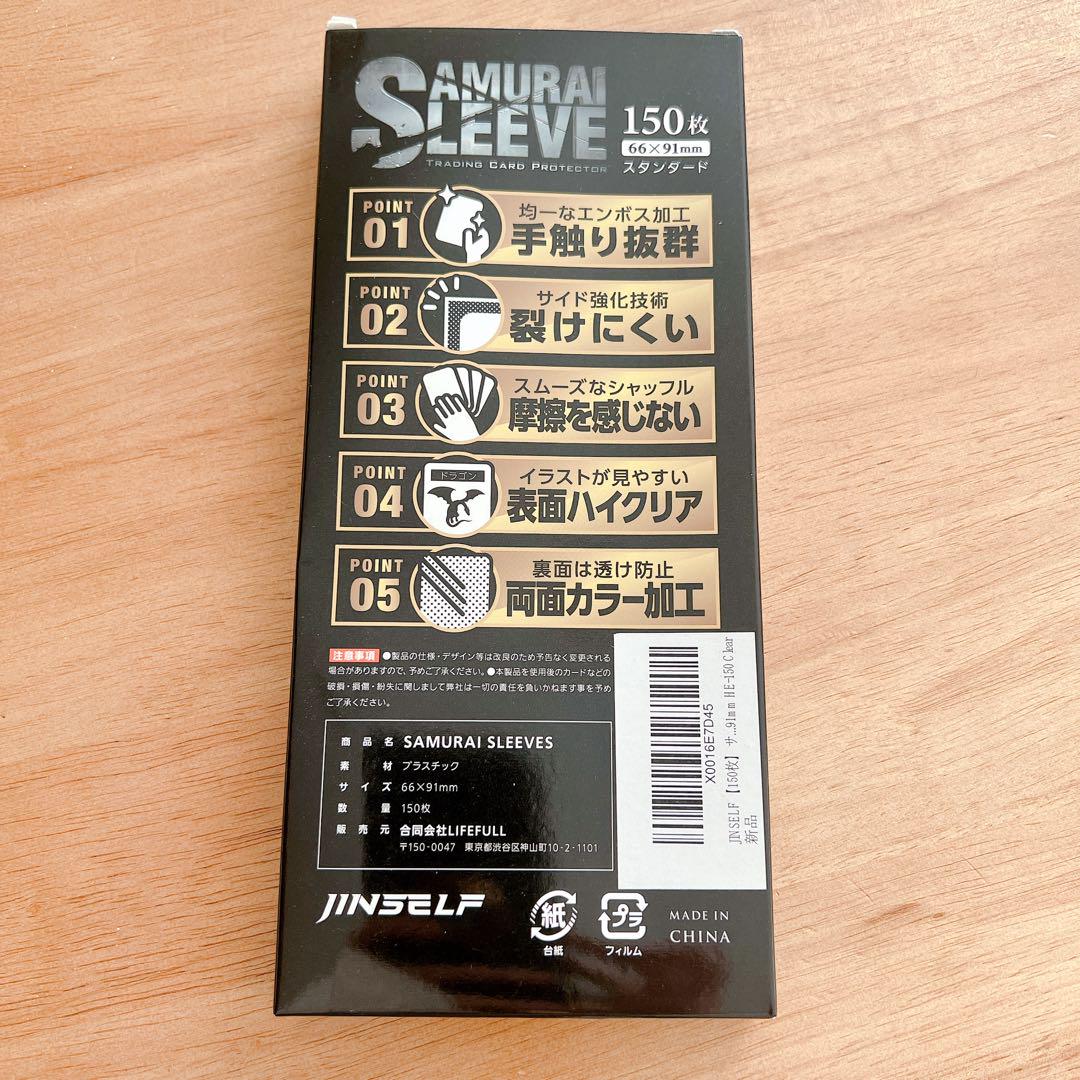 SAMURAI
SLEEVE
TRADING CARD PROTECTOR
150枚
66×91mm
スタンダード
POINT
01
均一なエンボス加工
手触り抜群
POINT
02
サイド強化技術
裂けにくい
POINT
03
スムーズなシャッフル
摩擦を感じない
POINT
04
ドラゴン
イラストが見やすい
表面ハイクリア
POINT
05
裏面は透け防止
両面カラー加工
注意事項 ●製品の仕様・デザイン等は改良のため予告なく変更される
場合がありますので、予めご了承ください。●本製品を使用後のカードなどの
破損・損傷・紛失に関しまして弊社は一切の責任を負いかねます事を予め
ご了承ください。
商品名 SAMURAI SLEEVES
素材 プラスチック
サイズ 66×91mm
数量 150枚
販売元 合同会社LIFEFULL
〒150-0047 東京都渋谷区神山町10-2-1101
X0016E7D45
JINSELF 【150枚】 サ...91mm HE-150 Clear
新品
JINSELF
紙
台紙
プラ
フィルム
MADE IN
CHINA